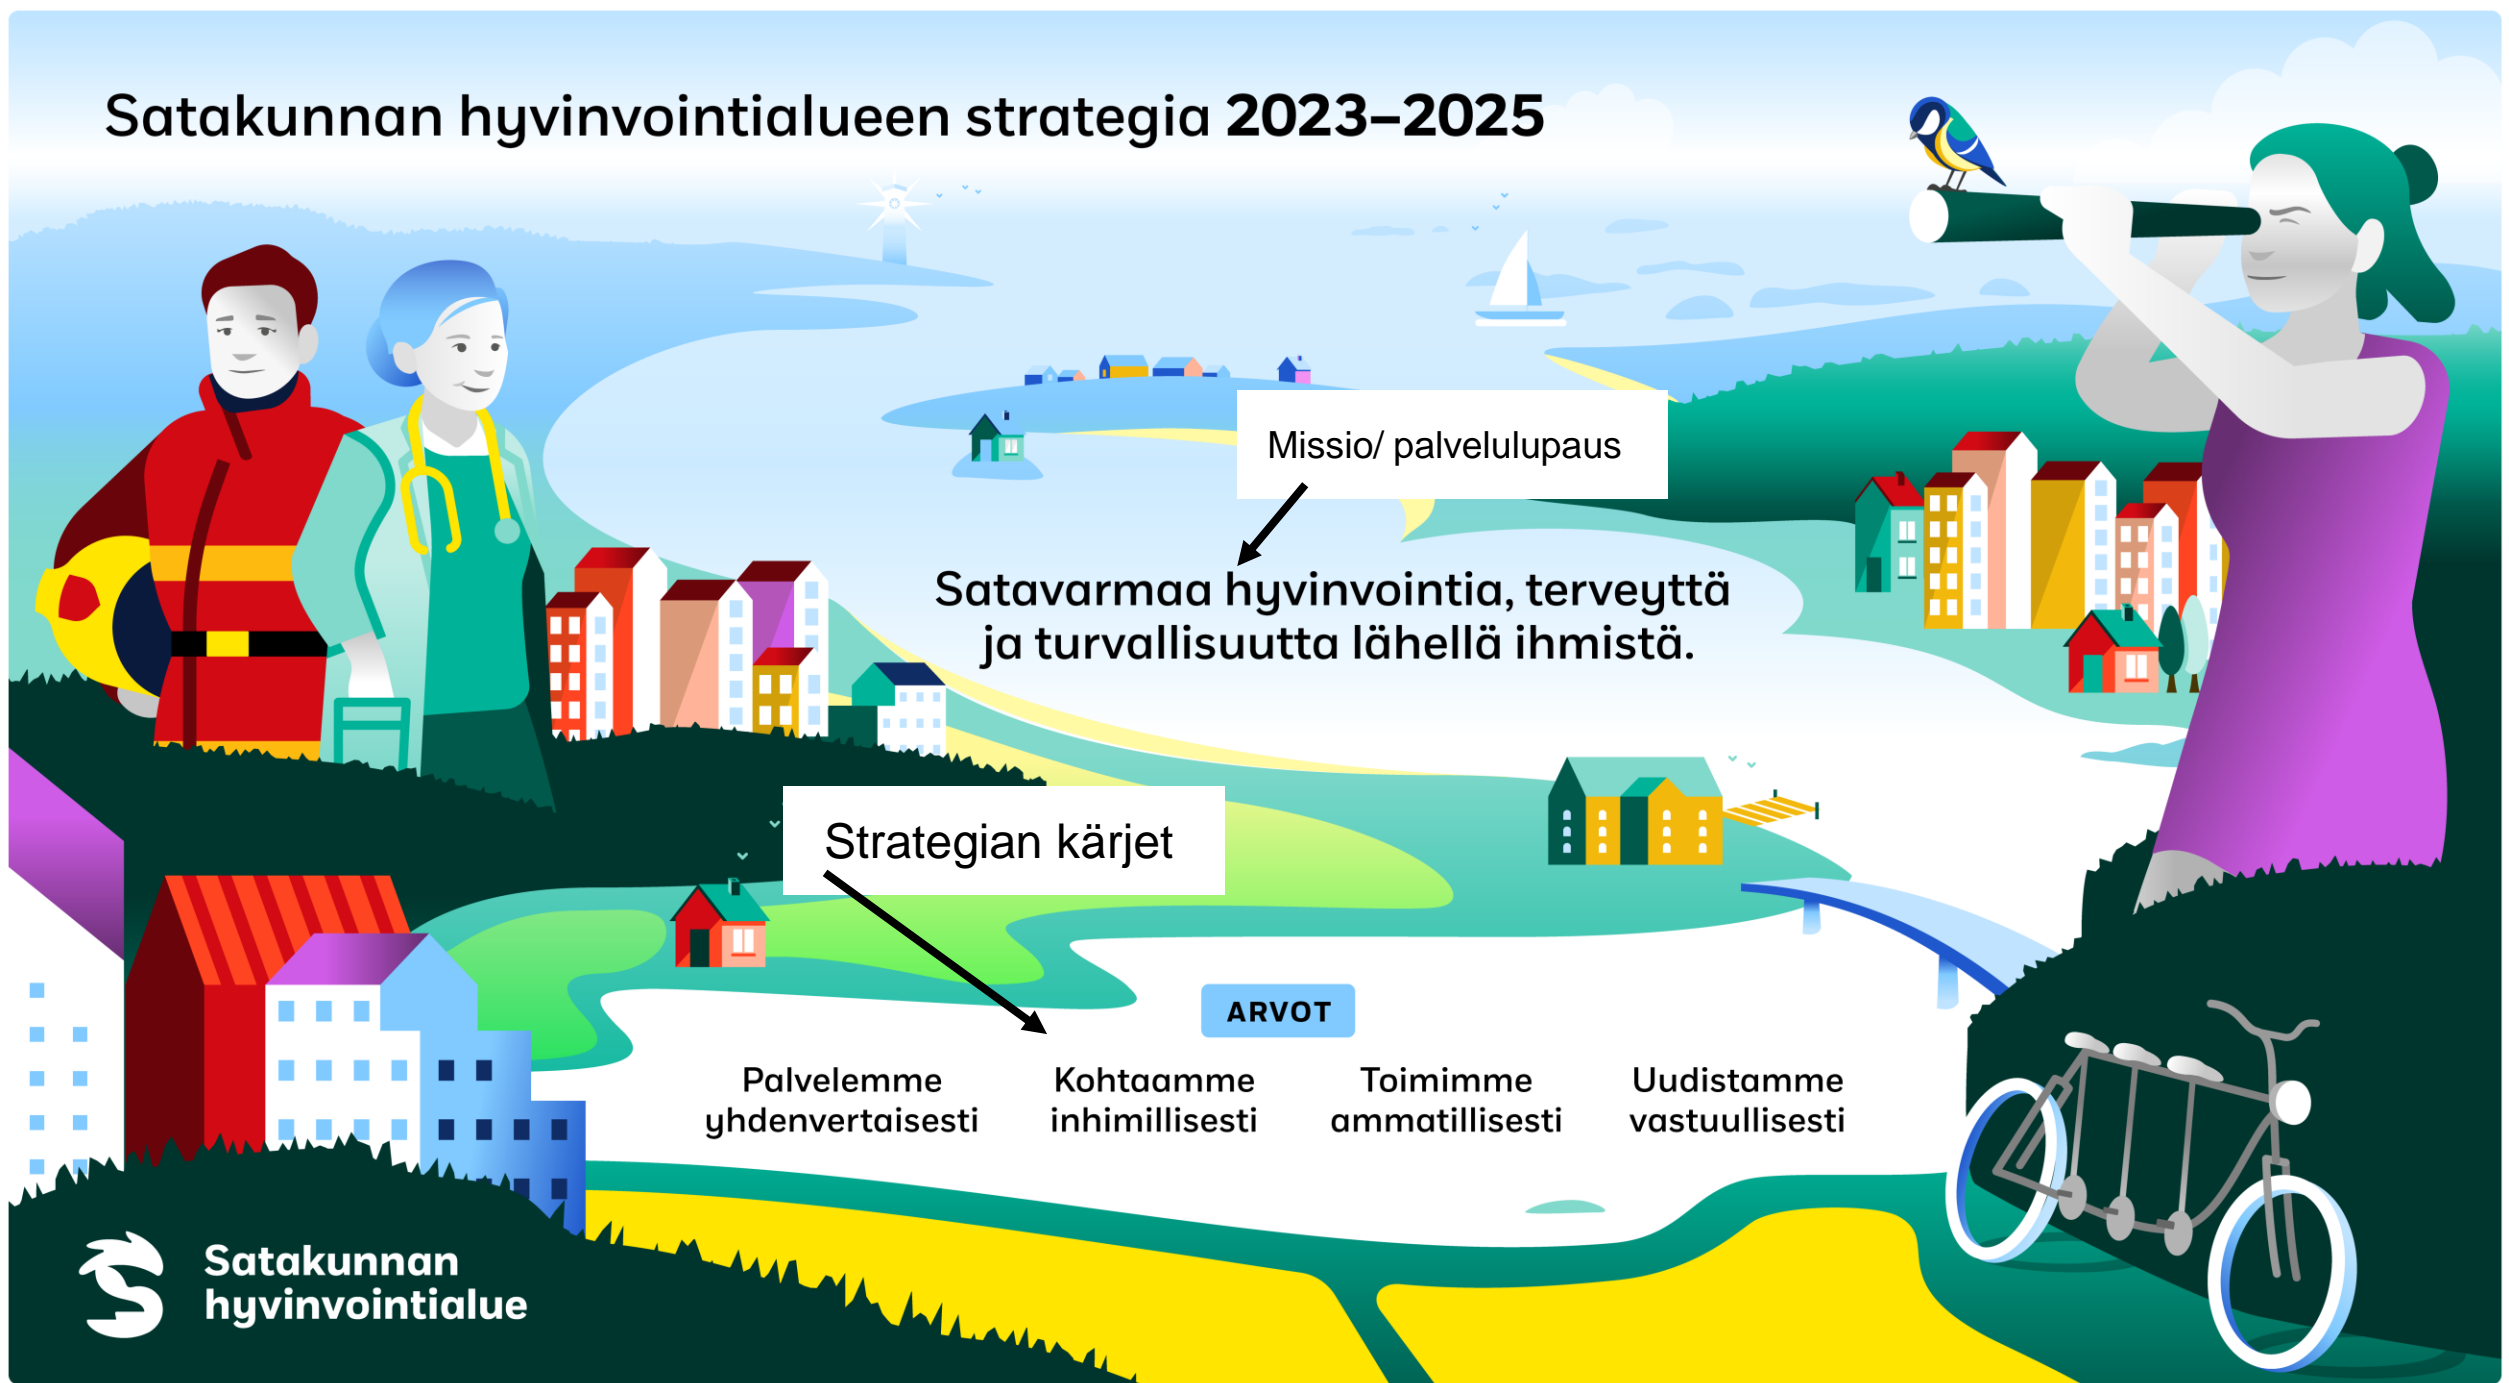 Satakunnan hyvinvointialueen strategia 2023–2025
Missio/ palvelulupaus
Satavarmaa hyvinvointia, terveyttä
ja turvallisuutta lähellä ihmistä.
Strategian kärjet
ARVOT
Palvelemme
yhdenvertaisesti
Kohtaamme
inhimillisesti
Toimimme
ammatillisesti
Uudistamme
vastuullisesti
Satakunnan
hyvinvointialue